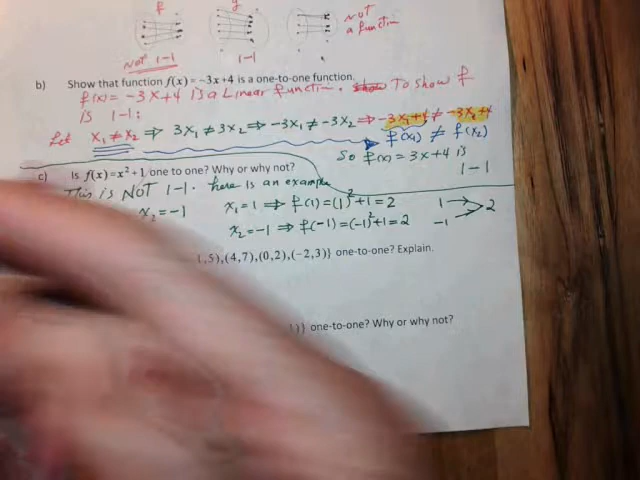 f g
NOT 1-1 1-1 NOT a function
b) Show that function f(x) = −3x+4 is a one-to-one function.
f(x) = -3x+4 is a Linear function. To show f
is 1-1:
Let x₁ ≠ x₂ ⇒ 3x₁ ≠ 3x₂ ⇒ -3x₁ ≠ -3x₂ ⇒ -3x₁+4 ≠ -3x₂+4
f(x₁) ≠ f(x₂)
So f(x) = 3x+4 is
1-1
c) Is f(x) = x² + 1 one to one? Why or why not?
This is NOT 1-1. here is an example
x₂ = -1 x₁ = 1 ⇒ f(1) = (1)² + 1 = 2 1 → 2
x₂ = -1 ⇒ f(-1) = (-1)² + 1 = 2 -1 →
1,5),(4,7),(0,2),(-2,3)} one-to-one? Explain.
)} one-to-one? Why or why not?